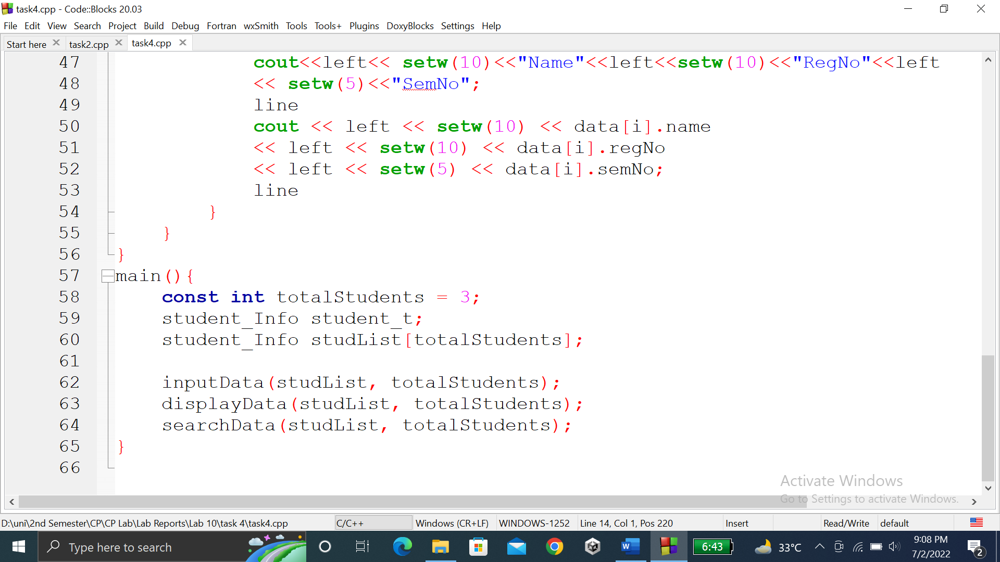 task4.cpp - Code::Blocks 20.03
File Edit View Search Project Build Debug Fortran wxSmith Tools Tools+ Plugins DoxyBlocks Settings Help
Start here task2.cpp task4.cpp
47 cout<<left<< setw(10)<<"Name"<<left<<setw(10)<<"RegNo"<<left
48 << setw(5)<<"SemNo";
49 line
50 cout << left << setw(10) << data[i].name
51 << left << setw(10) << data[i].regNo
52 << left << setw(5) << data[i].semNo;
53 line
54 }
55 }
56 }
57 main(){
58 const int totalStudents = 3;
59 student_Info student_t;
60 student_Info studList[totalStudents];
61
62 inputData(studList, totalStudents);
63 displayData(studList, totalStudents);
64 searchData(studList, totalStudents);
65 }
66
Activate Windows
Go to Settings to activate Windows.
D:\uni\2nd Semester\CP\CP Lab\Lab Reports\Lab 10\task 4\task4.cpp C/C++ Windows (CR+LF) WINDOWS-1252 Line 14, Col 1, Pos 220 Insert Read/Write default
Type here to search W 6:43 33°C 9:08 PM
7/2/2022 2